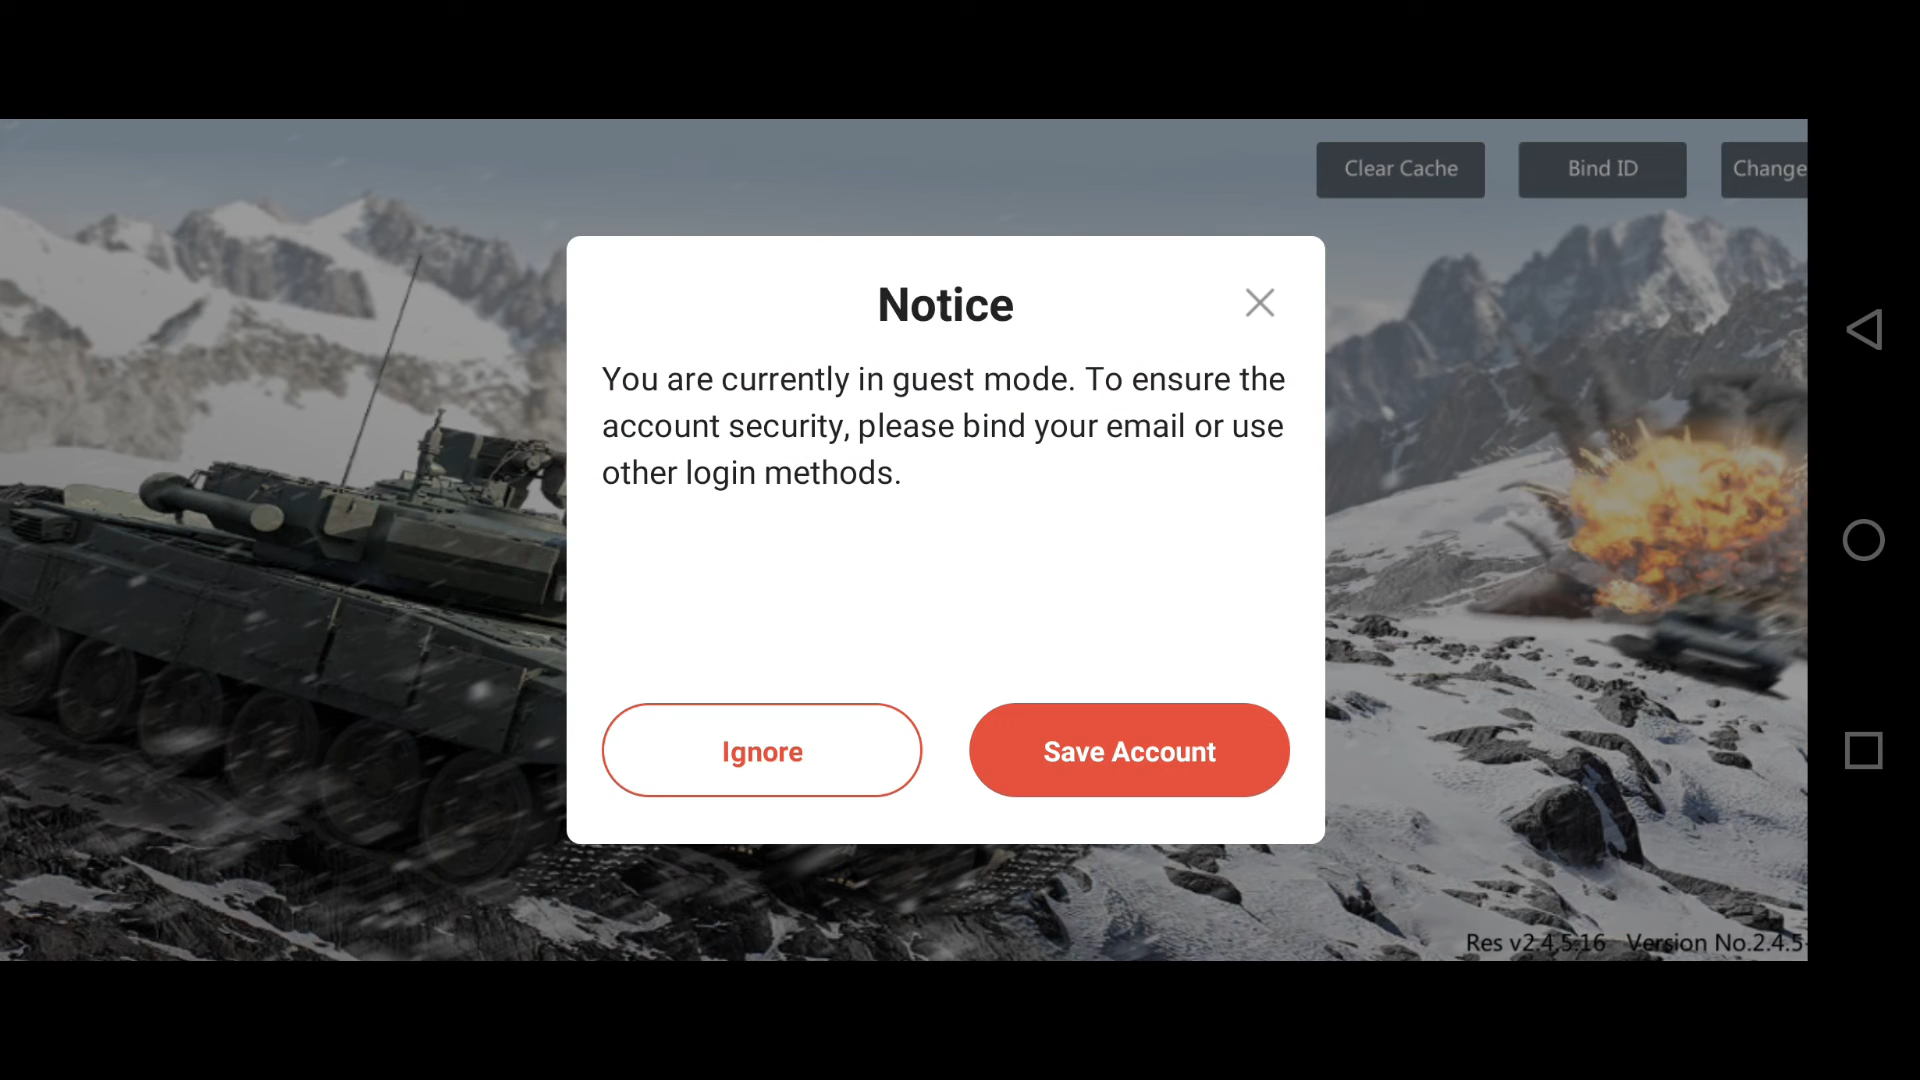 Clear Cache Bind ID Change
Notice
You are currently in guest mode. To ensure the
account security, please bind your email or use
other login methods.
Ignore Save Account
Res v2.4.5.16 Version No.2.4.5